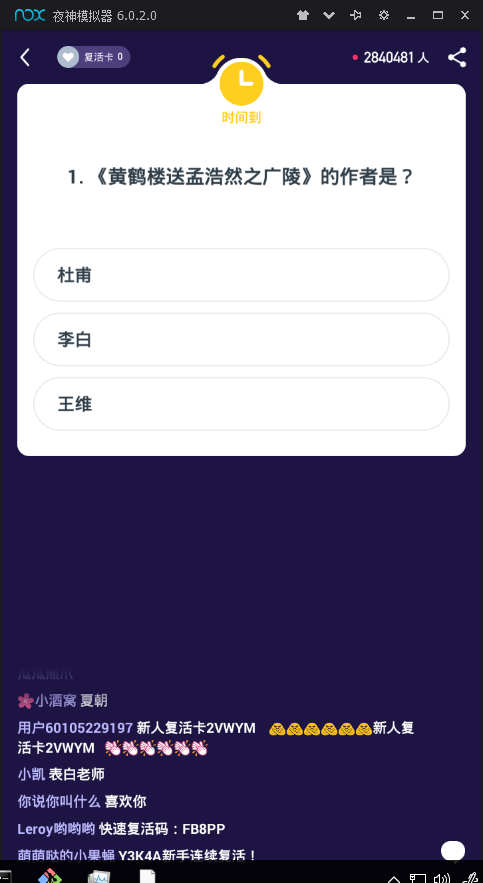 nox 夜神模拟器 6.0.2.0
复活卡 0
2840481 人
时间到
1. 《黄鹤楼送孟浩然之广陵》的作者是？
杜甫
李白
王维
小酒窝 夏朝
用户60105229197 新人复活卡2VWYM 新人复
活卡2VWYM
小凯 表白老师
你说你叫什么 喜欢你
Leroy哟哟哟 快速复活码：FB8PP
萌萌哒的小果蝇 Y3K4A新手连续复活！